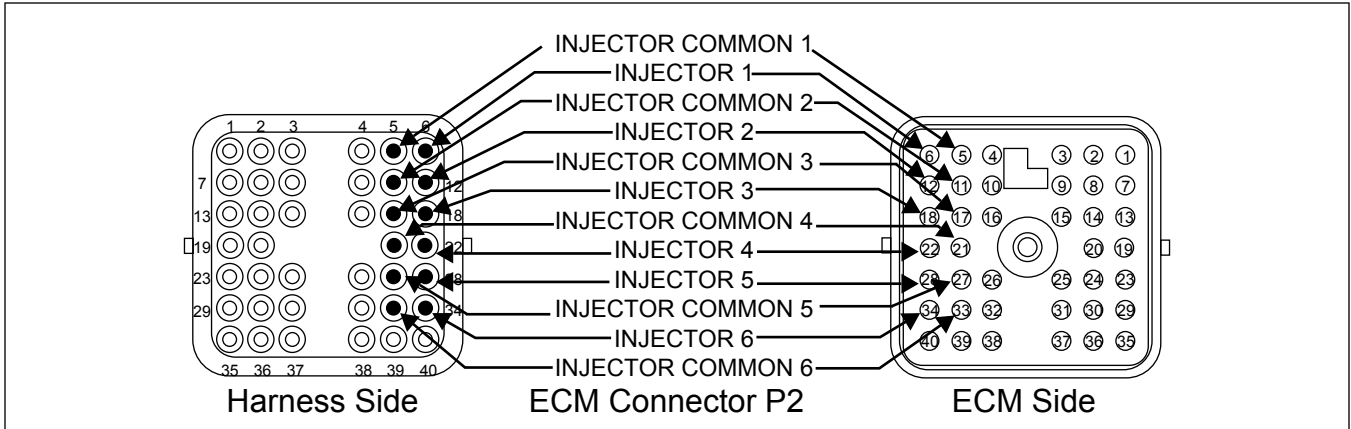 INJECTOR COMMON 1
INJECTOR 1
INJECTOR COMMON 2
INJECTOR 2
INJECTOR COMMON 3
INJECTOR 3
INJECTOR COMMON 4
INJECTOR 4
INJECTOR 5
INJECTOR COMMON 5
INJECTOR 6
INJECTOR COMMON 6
1 2 3 4 5 6
7 12
13 18
19 22
23 28
29 34
35 36 37 38 39 40
6 5 4 3 2 1
12 11 10 9 8 7
18 17 16 15 14 13
22 21 20 19
28 27 26 25 24 23
34 33 32 31 30 29
40 39 38 37 36 35
Harness Side ECM Connector P2 ECM Side